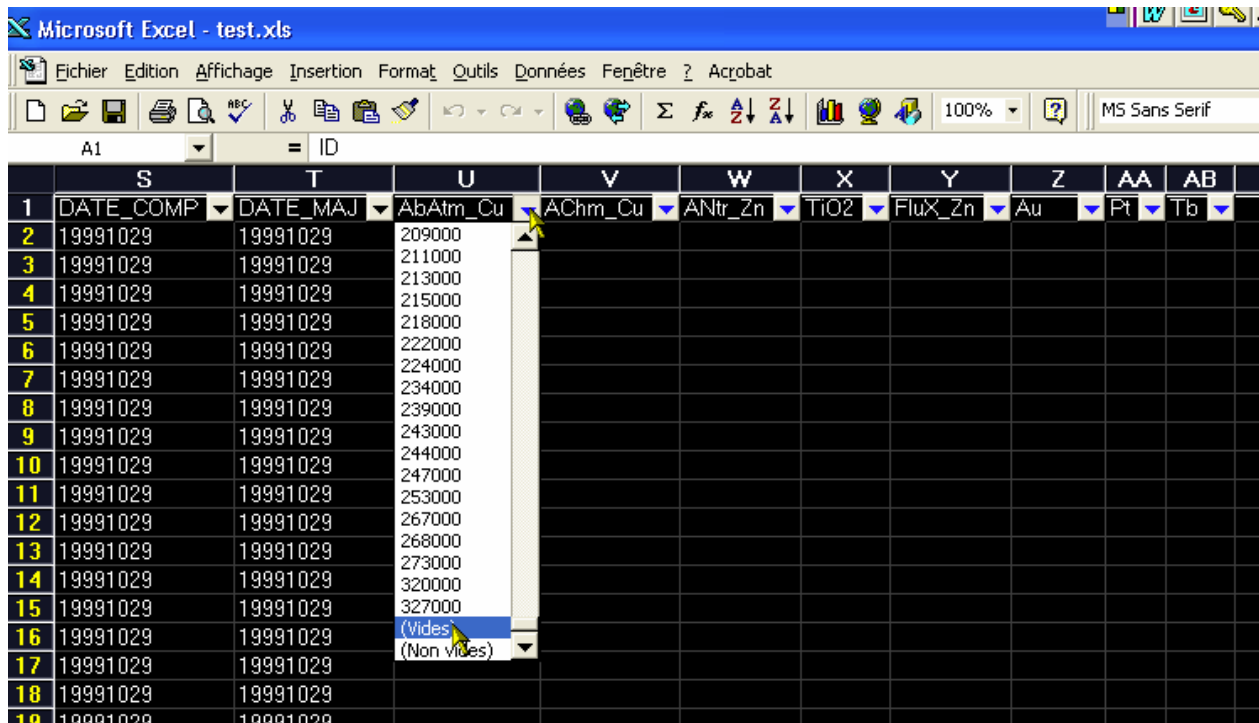 Microsoft Excel - test.xls
Fichier Edition Affichage Insertion Format Outils Données Fenêtre ? Acrobat
100% MS Sans Serif
A1 = ID
S T U V W X Y Z AA AB
1 DATE_COMP DATE_MAJ AbAtm_Cu AChm_Cu ANtr_Zn TiO2 FluX_Zn Au Pt Tb
2 19991029 19991029 209000
3 19991029 19991029 211000
213000
4 19991029 19991029 215000
5 19991029 19991029 218000
6 19991029 19991029 222000
7 19991029 19991029 224000
234000
8 19991029 19991029 239000
9 19991029 19991029 243000
10 19991029 19991029 244000
247000
11 19991029 19991029 253000
12 19991029 19991029 267000
13 19991029 19991029 268000
273000
14 19991029 19991029 320000
15 19991029 19991029 327000
16 19991029 19991029 (Vides)
(Non vides)
17 19991029 19991029
18 19991029 19991029
19 19991029 19991029